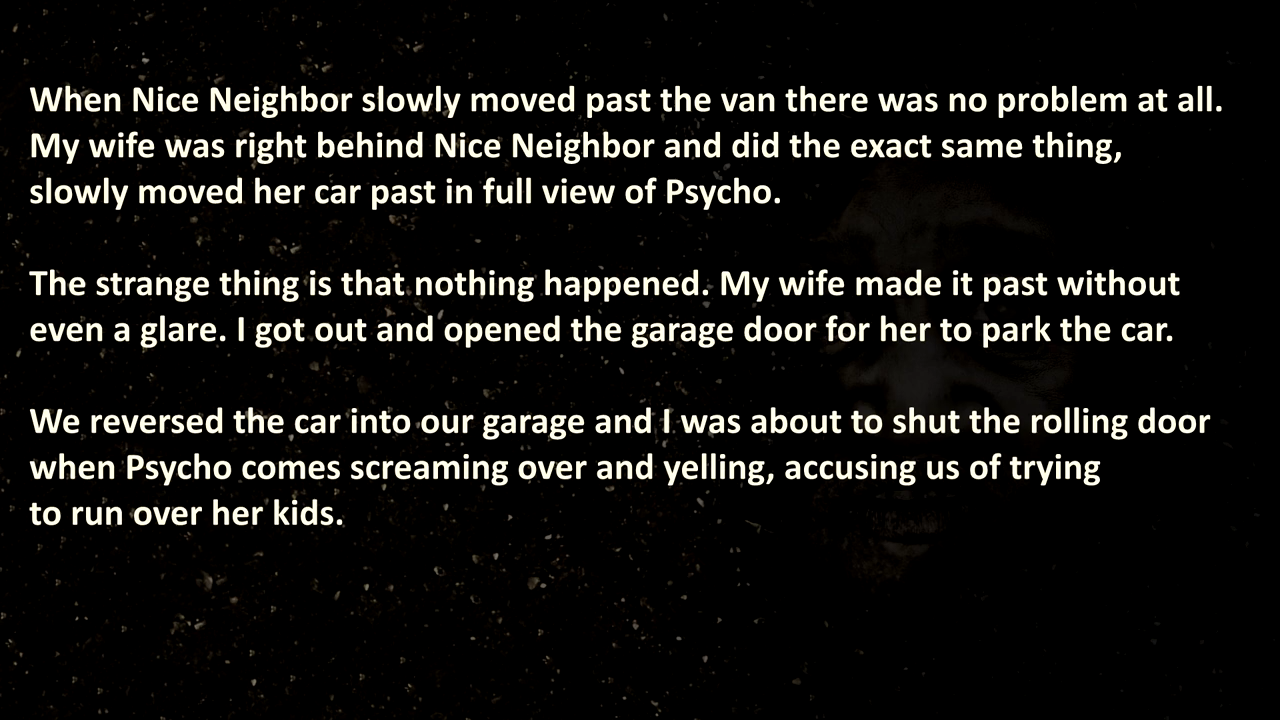 When Nice Neighbor slowly moved past the van there was no problem at all.
My wife was right behind Nice Neighbor and did the exact same thing,
slowly moved her car past in full view of Psycho.
The strange thing is that nothing happened. My wife made it past without
even a glare. I got out and opened the garage door for her to park the car.
We reversed the car into our garage and I was about to shut the rolling door
when Psycho comes screaming over and yelling, accusing us of trying
to run over her kids.